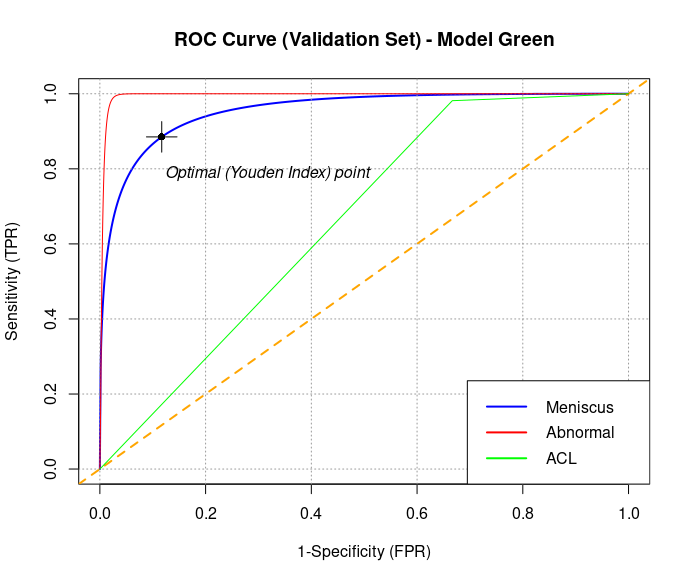 ROC Curve (Validation Set) - Model Green
Sensitivity (TPR)
1.0
0.8
0.6
0.4
0.2
0.0
Optimal (Youden Index) point
Meniscus
Abnormal
ACL
0.0 0.2 0.4 0.6 0.8 1.0
1-Specificity (FPR)